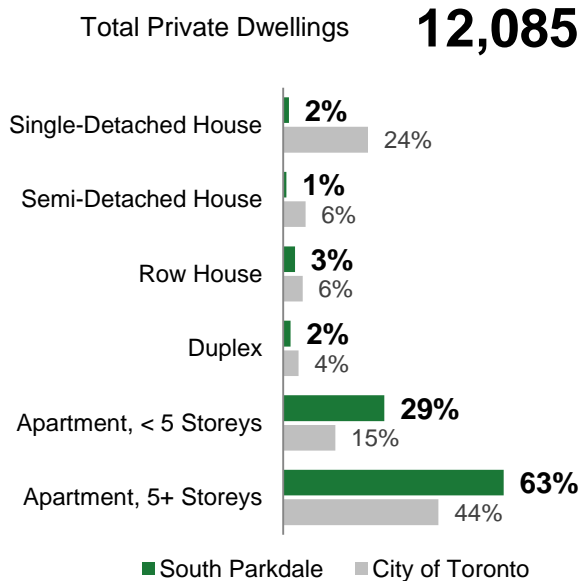 Total Private Dwellings 12,085
Single-Detached House 2%
24%
Semi-Detached House 1%
6%
Row House 3%
6%
Duplex 2%
4%
Apartment, < 5 Storeys 29%
15%
Apartment, 5+ Storeys 63%
44%
South Parkdale City of Toronto